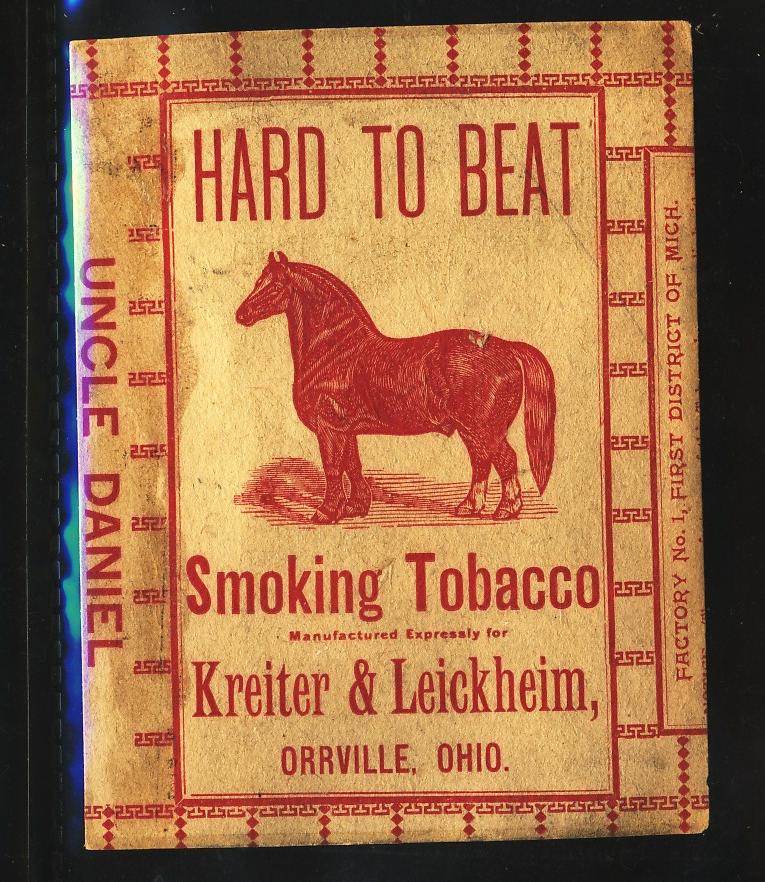 HARD TO BEAT
Smoking Tobacco
Manufactured Expressly for
Kreiter & Leickheim,
ORRVILLE, OHIO.
UNCLE DANIEL
FACTORY No. 1, FIRST DISTRICT OF MICH.